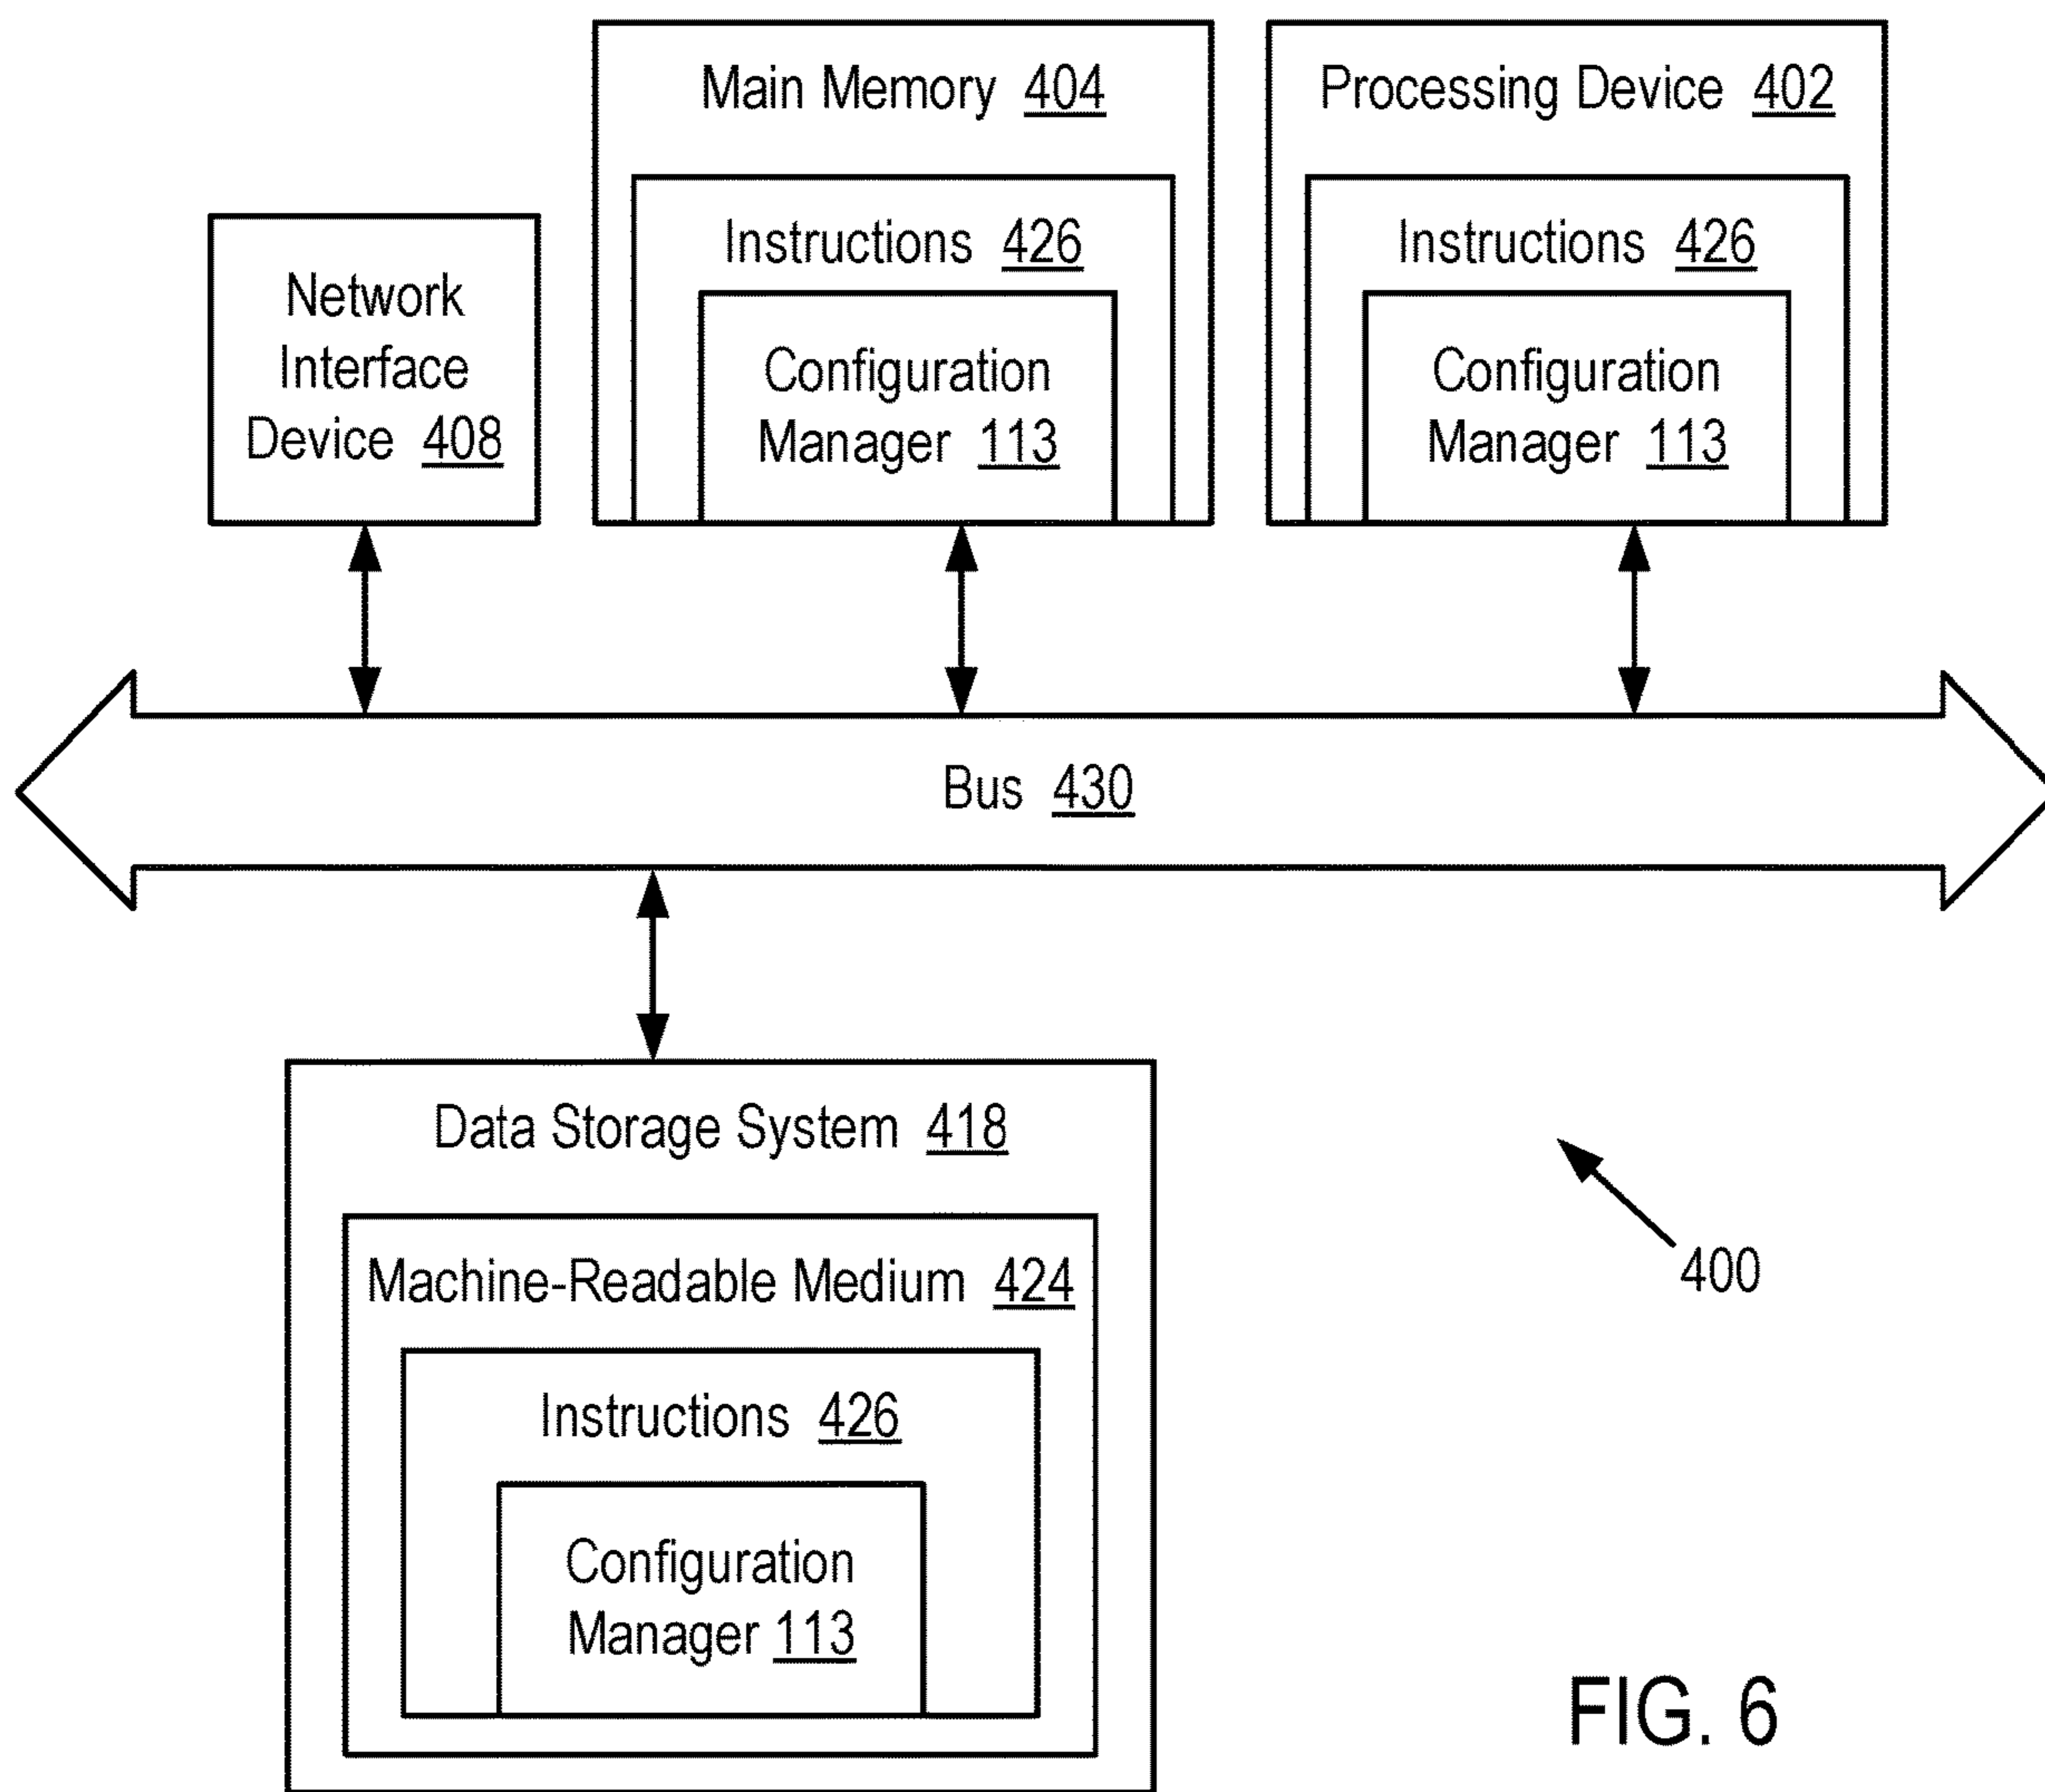 Main Memory 404
Instructions 426
Configuration
Manager 113
Processing Device 402
Instructions 426
Configuration
Manager 113
Network
Interface
Device 408
Bus 430
Data Storage System 418
Machine-Readable Medium 424
Instructions 426
Configuration
Manager 113
400
FIG. 6